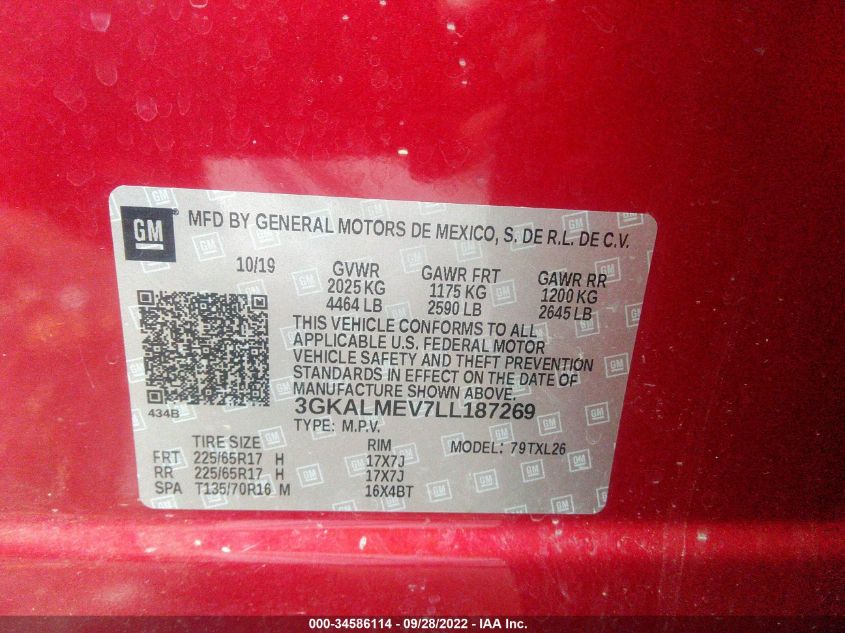 GM MFD BY GENERAL MOTORS DE MEXICO, S. DE R.L. DE C.V.
10/19 GVWR GAWR FRT GAWR RR
2025 KG 1175 KG 1200 KG
4464 LB 2590 LB 2645 LB
THIS VEHICLE CONFORMS TO ALL
APPLICABLE U.S. FEDERAL MOTOR
VEHICLE SAFETY AND THEFT PREVENTION
STANDARDS IN EFFECT ON THE DATE OF
MANUFACTURE SHOWN ABOVE.
434B
3GKALMEV7LL187269
TYPE: M.P.V. MODEL: 79TXL26
TIRE SIZE RIM
FRT 225/65R17 H 17X7J
RR 225/65R17 H 17X7J
SPA T135/70R16 M 16X4BT
000-34586114 - 09/28/2022 - IAA Inc.